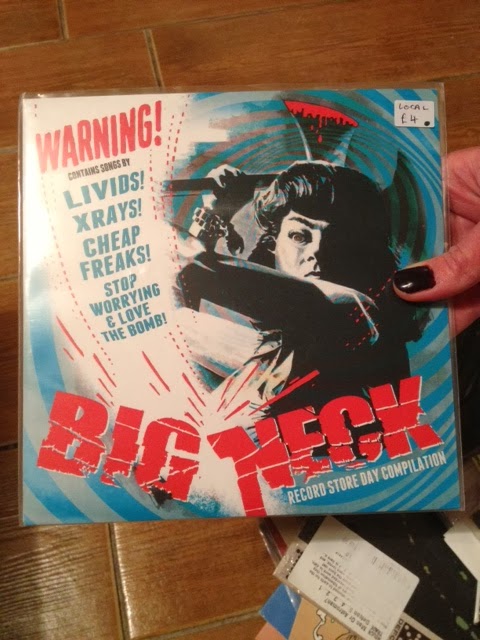 WARNING!
CONTAINS SONGS BY
LIVIDS!
XRAYS!
CHEAP
FREAKS!
STOP
WORRYING
& LOVE
THE BOMB!
LOCAL
£4.
BIG NECK
RECORD STORE DAY COMPILATION